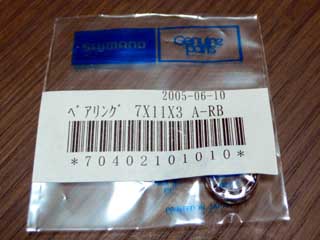 SHIMANO
Genuine
parts
2005-06-10
ﾍﾞｱﾘﾝｸﾞ 7X11X3 A-RB
*70402101010*